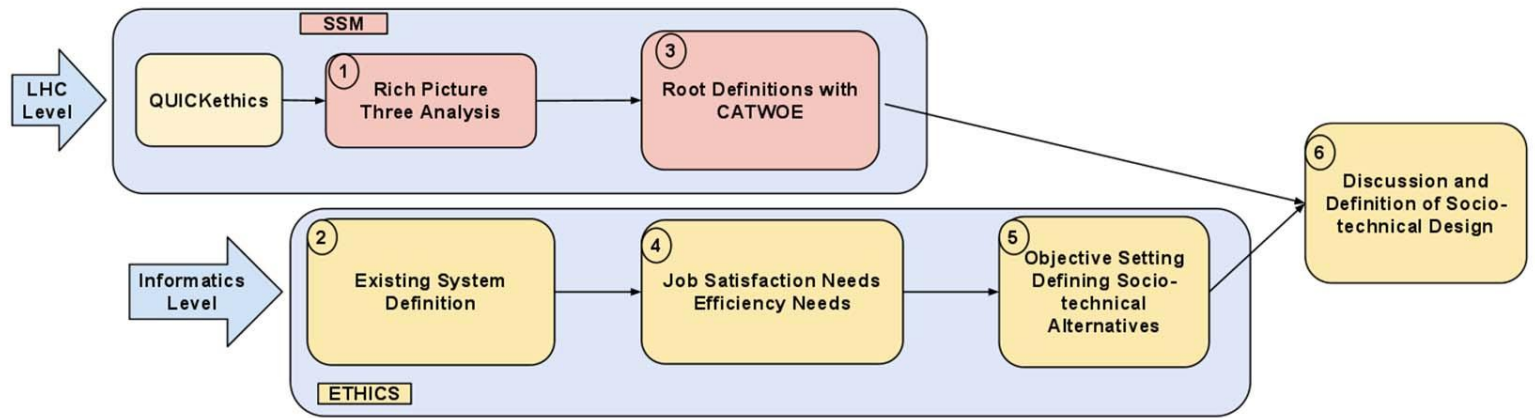 SSM
LHC
Level
QUICKethics
1
Rich Picture
Three Analysis
3
Root Definitions with
CATWOE
6
Discussion and
Definition of Socio-
technical Design
Informatics
Level
2
Existing System
Definition
4
Job Satisfaction Needs
Efficiency Needs
5
Objective Setting
Defining Socio-
technical
Alternatives
ETHICS